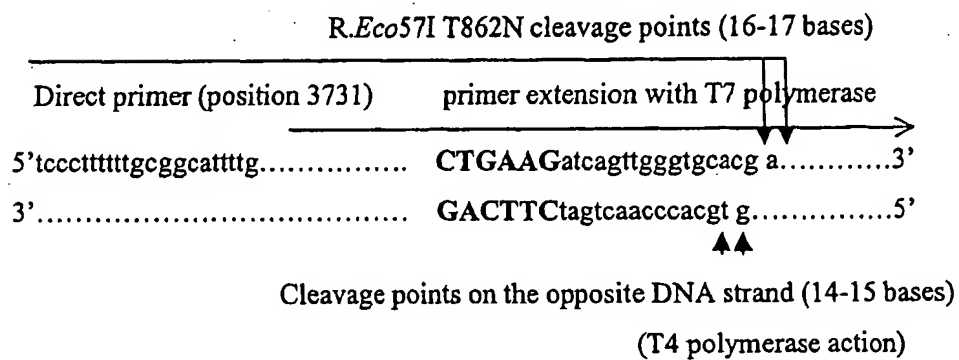 R.Eco57I T862N cleavage points (16-17 bases)
Direct primer (position 3731) primer extension with T7 polymerase
5'tcccttttttgcggcattttg................ CTGAAGatcagttgggtgcacg a............3'
3'........................................ GACTTCtagtcaacccacgt g..............5'
Cleavage points on the opposite DNA strand (14-15 bases)
(T4 polymerase action)